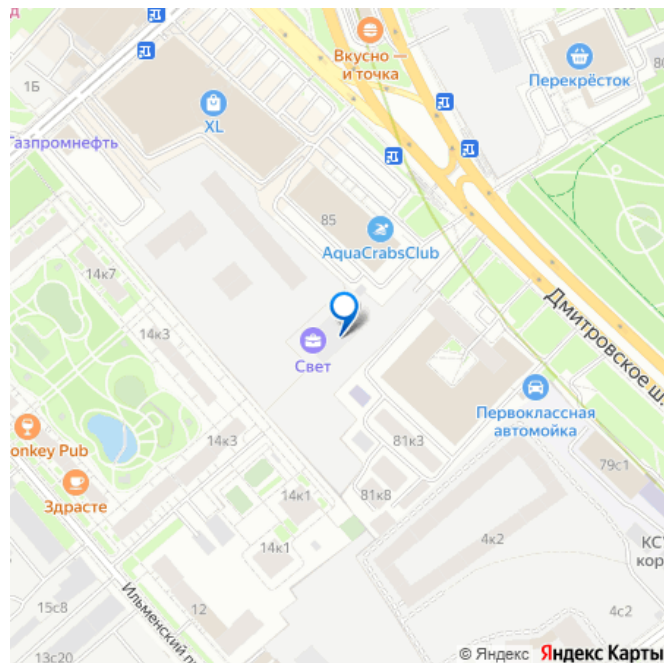 Вкусно —
и точка
Перекрёсток
1Б
XL
Газпромнефть
85
AquaCrabsClub
14к7
Дмитровское ш.
14к3
Свет
Первоклассная
автомойка
onkey Pub
14к3
81к3
79с1
Здрасте
14к1
81к8
4к2
КС
кор
14к1
Ильменский п
12
15с8
4с2
13с20
© Яндекс Яндекс Карты